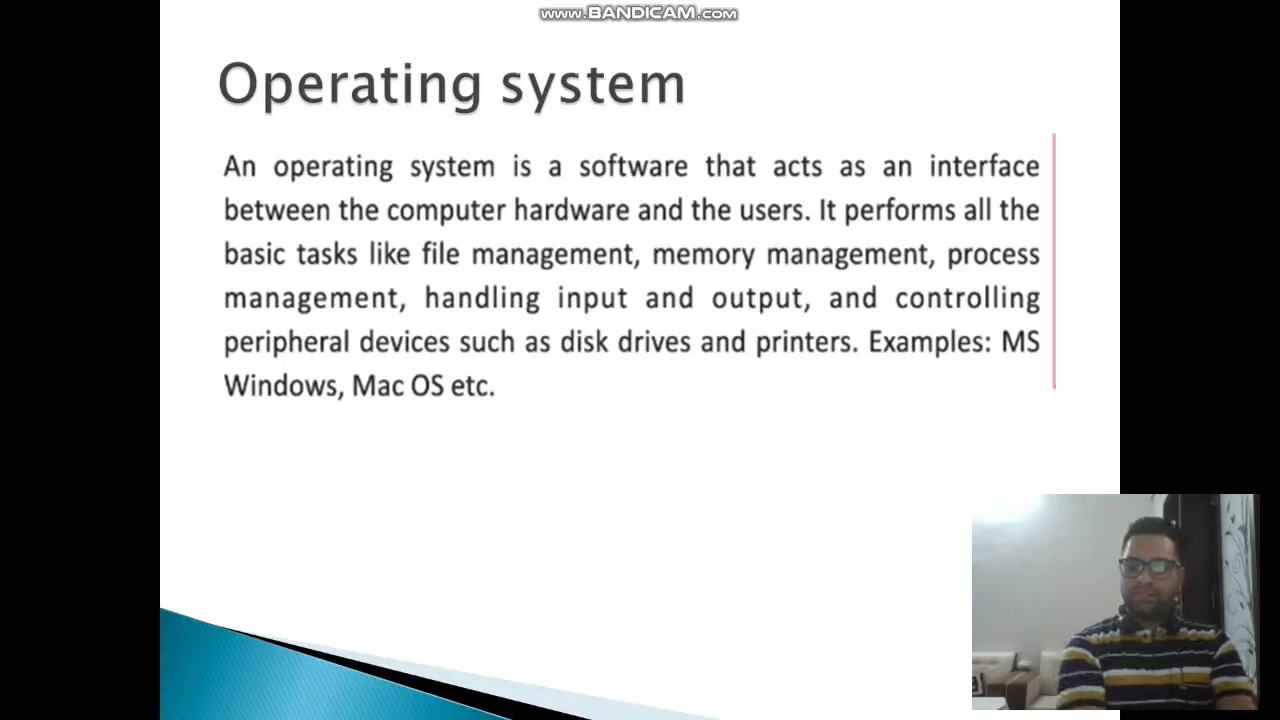 www.BANDICAM.com
Operating system
An operating system is a software that acts as an interface
between the computer hardware and the users. It performs all the
basic tasks like file management, memory management, process
management, handling input and output, and controlling
peripheral devices such as disk drives and printers. Examples: MS
Windows, Mac OS etc.